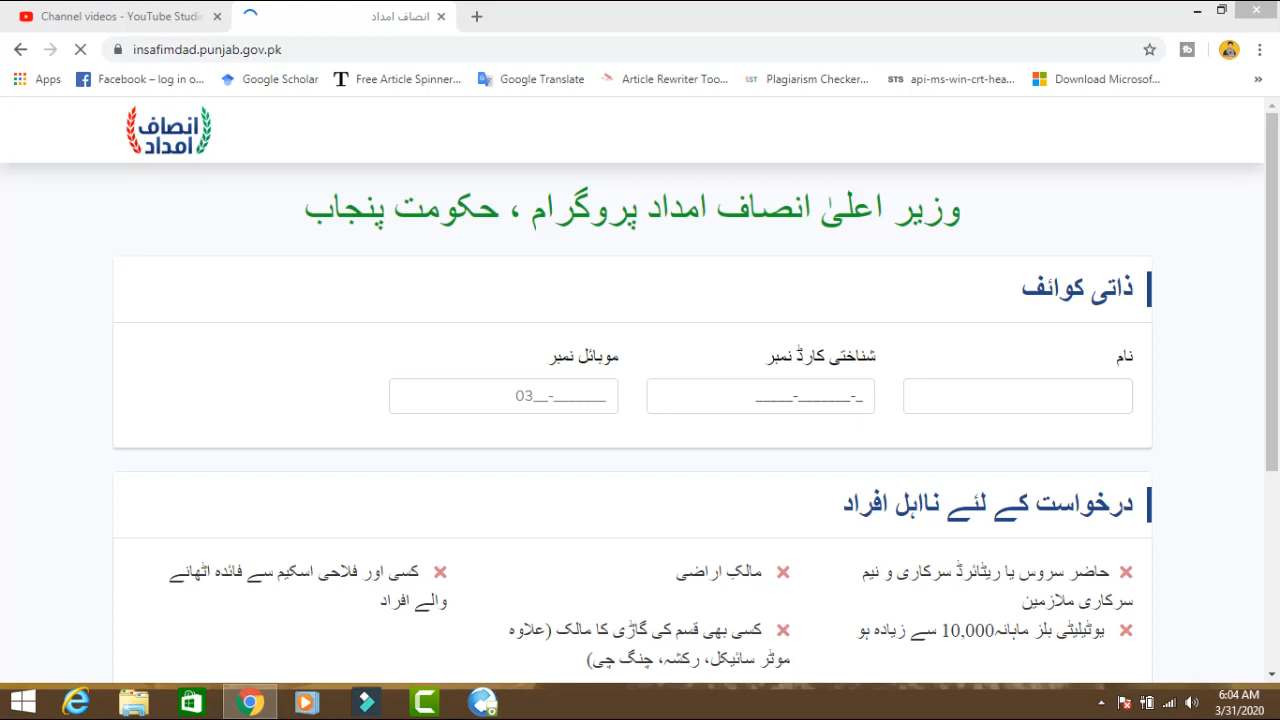 Channel videos - YouTube Studio
انصاف امداد
insafimdad.punjab.gov.pk
Apps
Facebook – log in o...
Google Scholar
Free Article Spinner...
Google Translate
Article Rewriter Too...
SST
Plagiarism Checker...
STS
api-ms-win-crt-hea...
Download Microsof...
»
انصاف
امداد
وزیر اعلیٰ انصاف امداد پروگرام ، حکومت پنجاب
ذاتی کوائف
نام
شناختی کارڈ نمبر
موبائل نمبر
_____-_______-_
03__-_______
درخواست کے لئے نااہل افراد
حاضر سروس یا ریٹائرڈ سرکاری و نیم
سرکاری ملازمین
مالکِ اراضی
کسی اور فلاحی اسکیم سے فائدہ اٹھانے
والے افراد
یوٹیلیٹی بلز ماہانہ10,000 سے زیادہ ہو
کسی بھی قسم کی گاڑی کا مالک (علاوہ
موٹر سائیکل، رکشہ، چنگ چی)
6:04 AM
3/31/2020